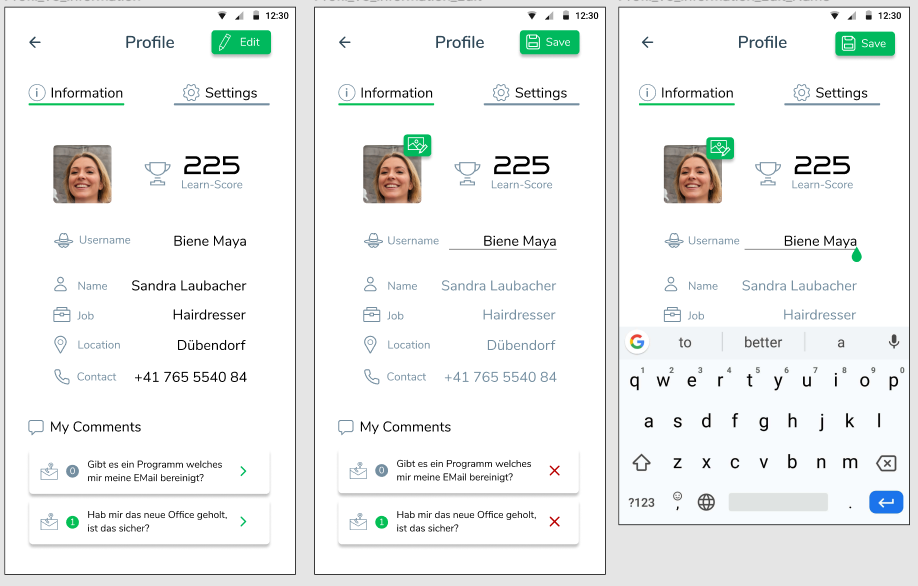 12:30
Profile
Edit
Information
Settings
225
Learn-Score
Username Biene Maya
Name Sandra Laubacher
Job Hairdresser
Location Dübendorf
Contact +41 765 5540 84
My Comments
0 Gibt es ein Programm welches
mir meine EMail bereinigt?
1 Hab mir das neue Office geholt,
ist das sicher?
12:30
Profile
Save
Information
Settings
225
Learn-Score
Username Biene Maya
Name Sandra Laubacher
Job Hairdresser
Location Dübendorf
Contact +41 765 5540 84
My Comments
0 Gibt es ein Programm welches
mir meine EMail bereinigt?
1 Hab mir das neue Office geholt,
ist das sicher?
12:30
Profile
Save
Information
Settings
225
Learn-Score
Username Biene Maya
Name Sandra Laubacher
Job Hairdresser
G to better a
q1 w2 e3 r4 t5 y6 u7 i8 o9 p0
a s d f g h j k l
z x c v b n m
?123 , .